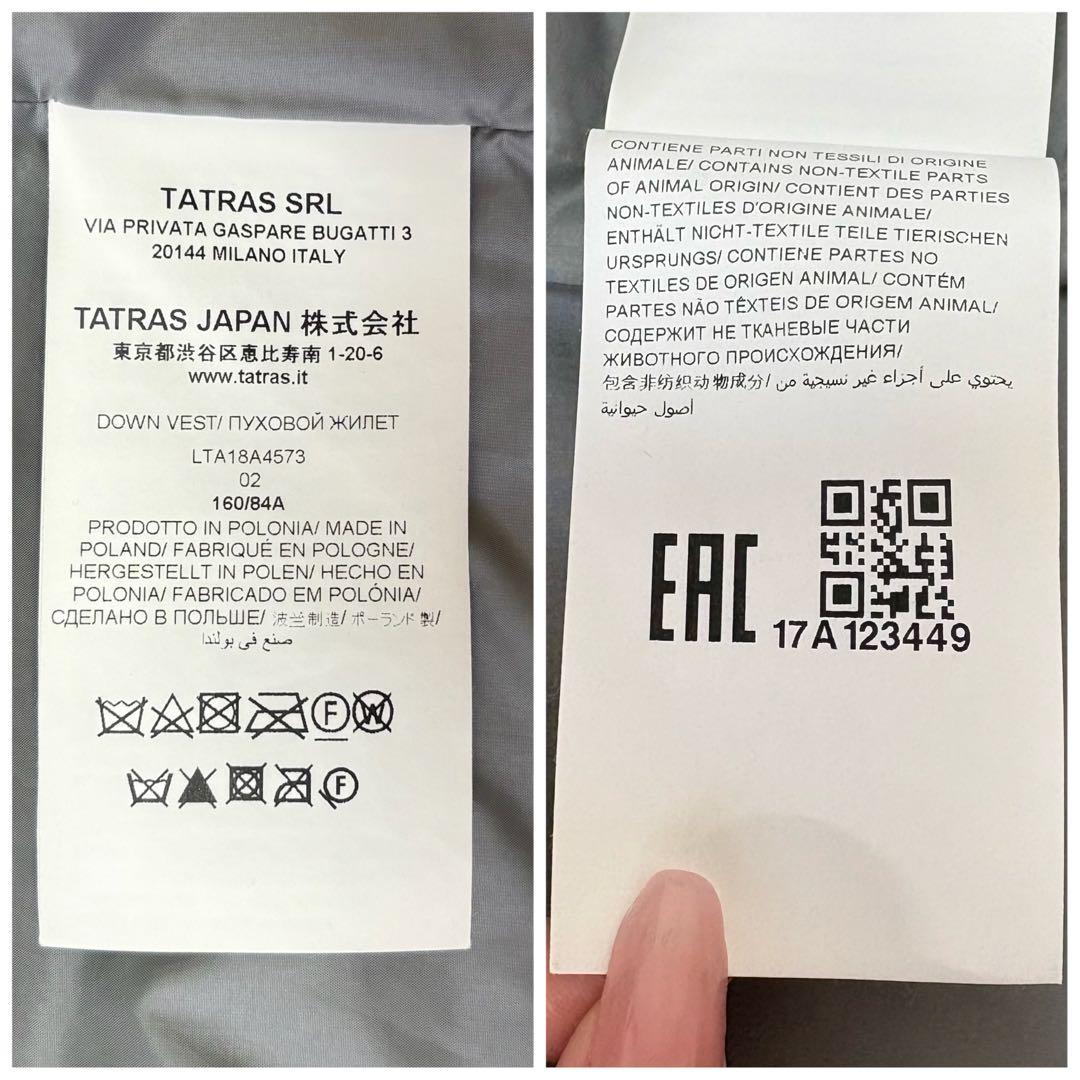 TATRAS SRL
VIA PRIVATA GASPARE BUGATTI 3
20144 MILANO ITALY
TATRAS JAPAN 株式会社
東京都渋谷区恵比寿南 1-20-6
www.tatras.it
DOWN VEST/ ПУХОВОЙ ЖИЛЕТ
LTA18A4573
02
160/84A
PRODOTTO IN POLONIA/ MADE IN
POLAND/ FABRIQUÉ EN POLOGNE/
HERGESTELLT IN POLEN/ HECHO EN
POLONIA/ FABRICADO EM POLÓNIA/
СДЕЛАНО В ПОЛЬШЕ/ 波兰制造/ ポーランド製/
صنع في بولندا
F W
F
CONTIENE PARTI NON TESSILI DI ORIGINE
ANIMALE/ CONTAINS NON-TEXTILE PARTS
OF ANIMAL ORIGIN/ CONTIENT DES PARTIES
NON-TEXTILES D'ORIGINE ANIMALE/
ENTHÄLT NICHT-TEXTILE TEILE TIERISCHEN
URSPRUNGS/ CONTIENE PARTES NO
TEXTILES DE ORIGEN ANIMAL/ CONTÉM
PARTES NÃO TÊXTEIS DE ORIGEM ANIMAL/
СОДЕРЖИТ НЕ ТКАНЕВЫЕ ЧАСТИ
ЖИВОТНОГО ПРОИСХОЖДЕНИЯ/
包含非纺织动物成分/ يحتوي على أجزاء غير نسيجية من
أصول حيوانية
EAC
17A123449